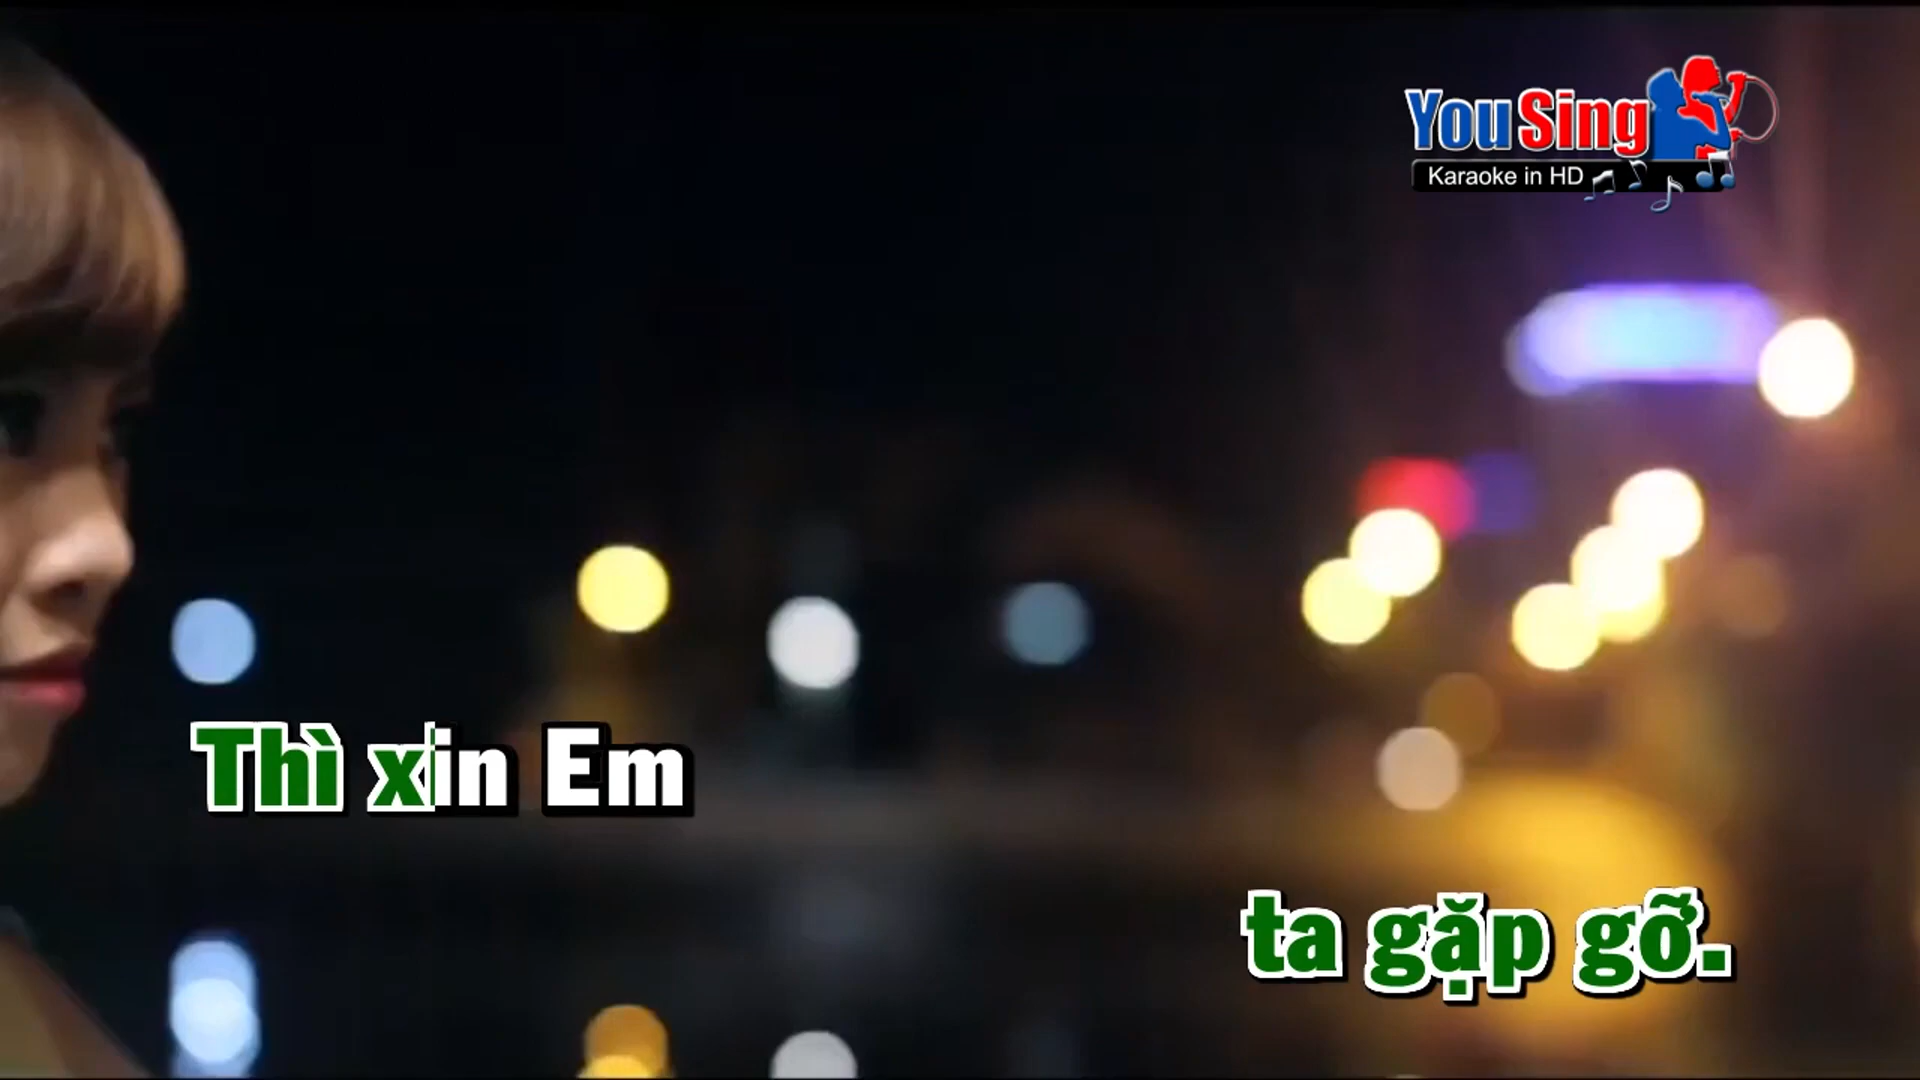 YouSing
Karaoke in HD
Thì xin Em
ta gặp gỡ.